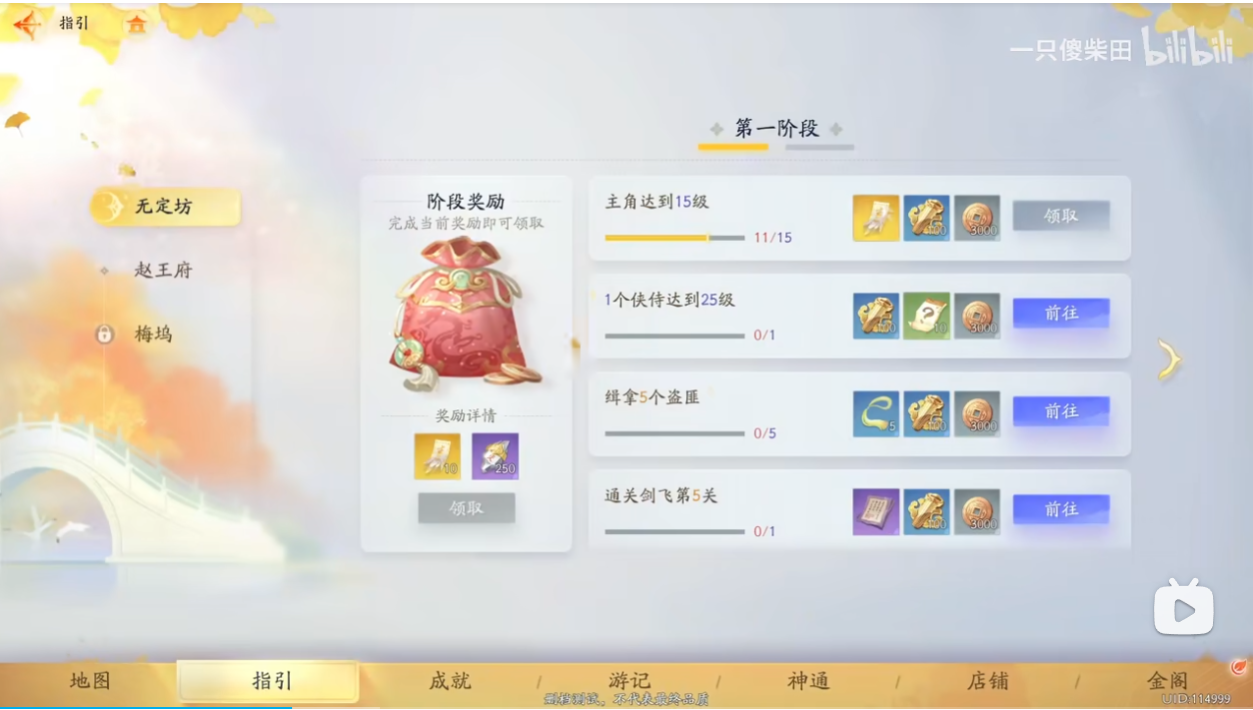 指引
一只傻柴田 bilibili
第一阶段
无定坊
赵王府
梅坞
阶段奖励
完成当前奖励即可领取
奖励详情
10
250
领取
主角达到15级
11/15
3000
领取
1个侠侍达到25级
0/1
10
3000
前往
缉拿5个盗匪
0/5
5
3000
前往
通关剑飞第5关
0/1
3000
前往
地图
指引
成就
游记
神通
店铺
金阁
删档测试，不代表最终品质
UID:114999